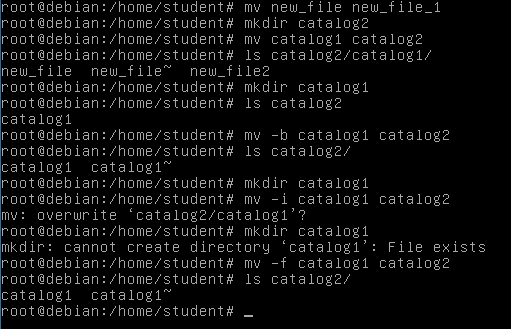 root@debian:/home/student# mv new_file new_file_1
root@debian:/home/student# mkdir catalog2
root@debian:/home/student# mv catalog1 catalog2
root@debian:/home/student# ls catalog2/catalog1/
new_file  new_file~  new_file2
root@debian:/home/student# mkdir catalog1
root@debian:/home/student# ls catalog2
catalog1
root@debian:/home/student# mv -b catalog1 catalog2
root@debian:/home/student# ls catalog2/
catalog1  catalog1~
root@debian:/home/student# mkdir catalog1
root@debian:/home/student# mv -i catalog1 catalog2
mv: overwrite ‘catalog2/catalog1’?
root@debian:/home/student# mkdir catalog1
mkdir: cannot create directory ‘catalog1’: File exists
root@debian:/home/student# mv -f catalog1 catalog2
root@debian:/home/student# ls catalog2/
catalog1  catalog1~
root@debian:/home/student# _